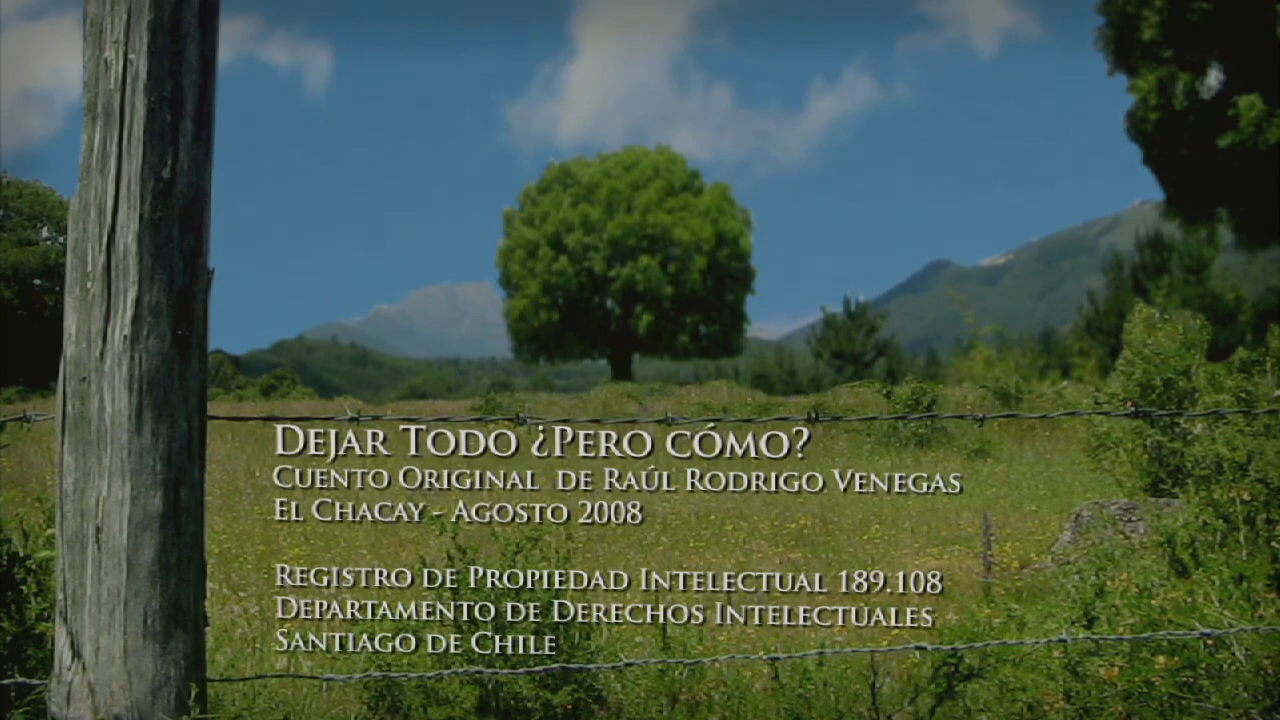 Dejar Todo ¿Pero cómo?
Cuento Original de Raúl Rodrigo Venegas
El Chacay - Agosto 2008
Registro de Propiedad Intelectual 189.108
Departamento de Derechos Intelectuales
Santiago de Chile